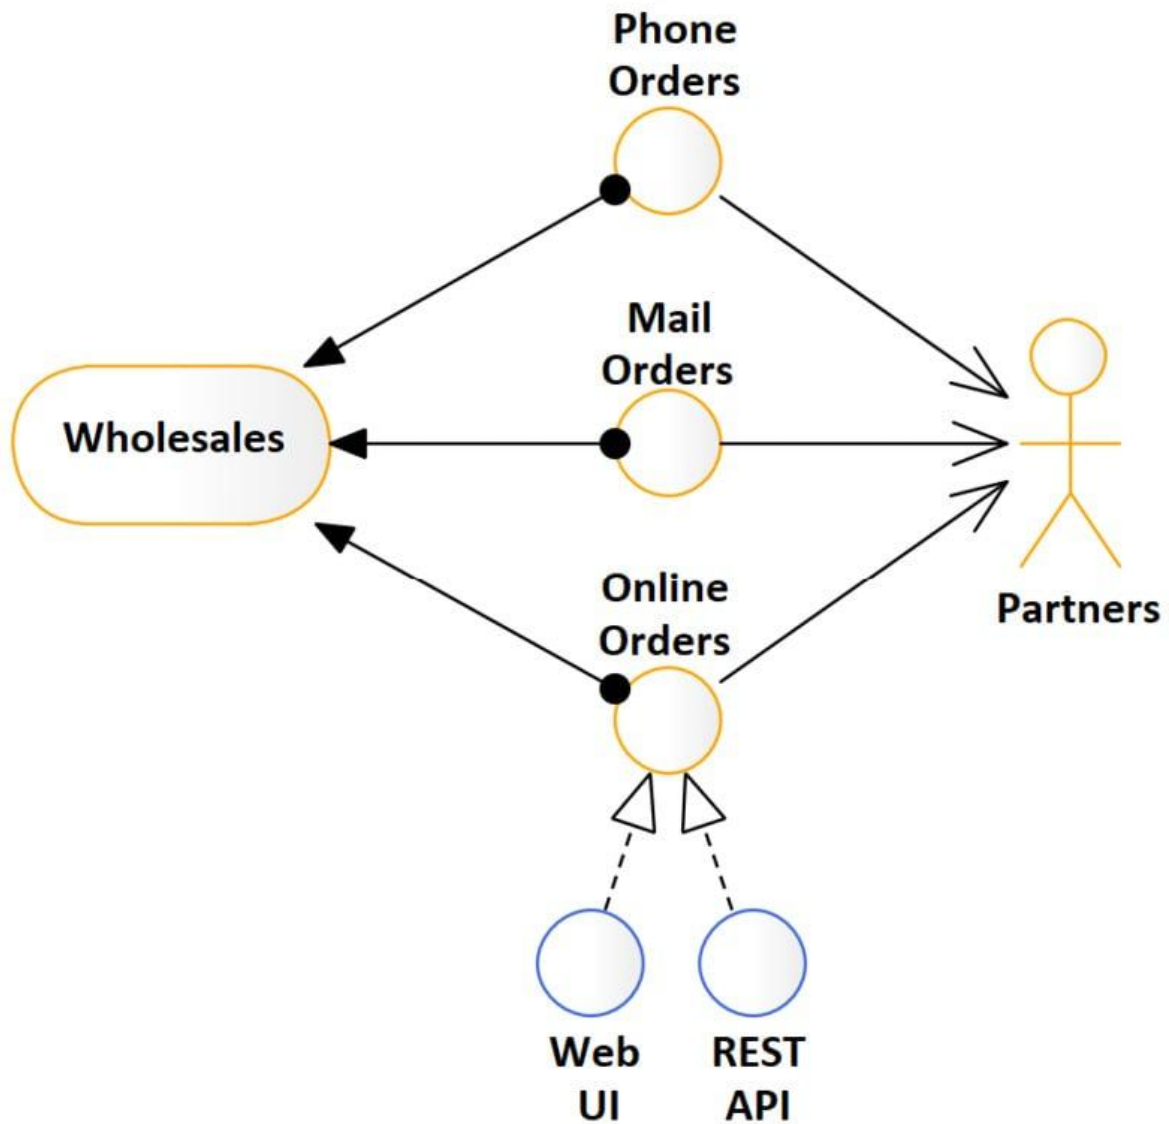 Phone
Orders
Mail
Orders
Wholesales
Online
Orders
Partners
Web
UI
REST
API